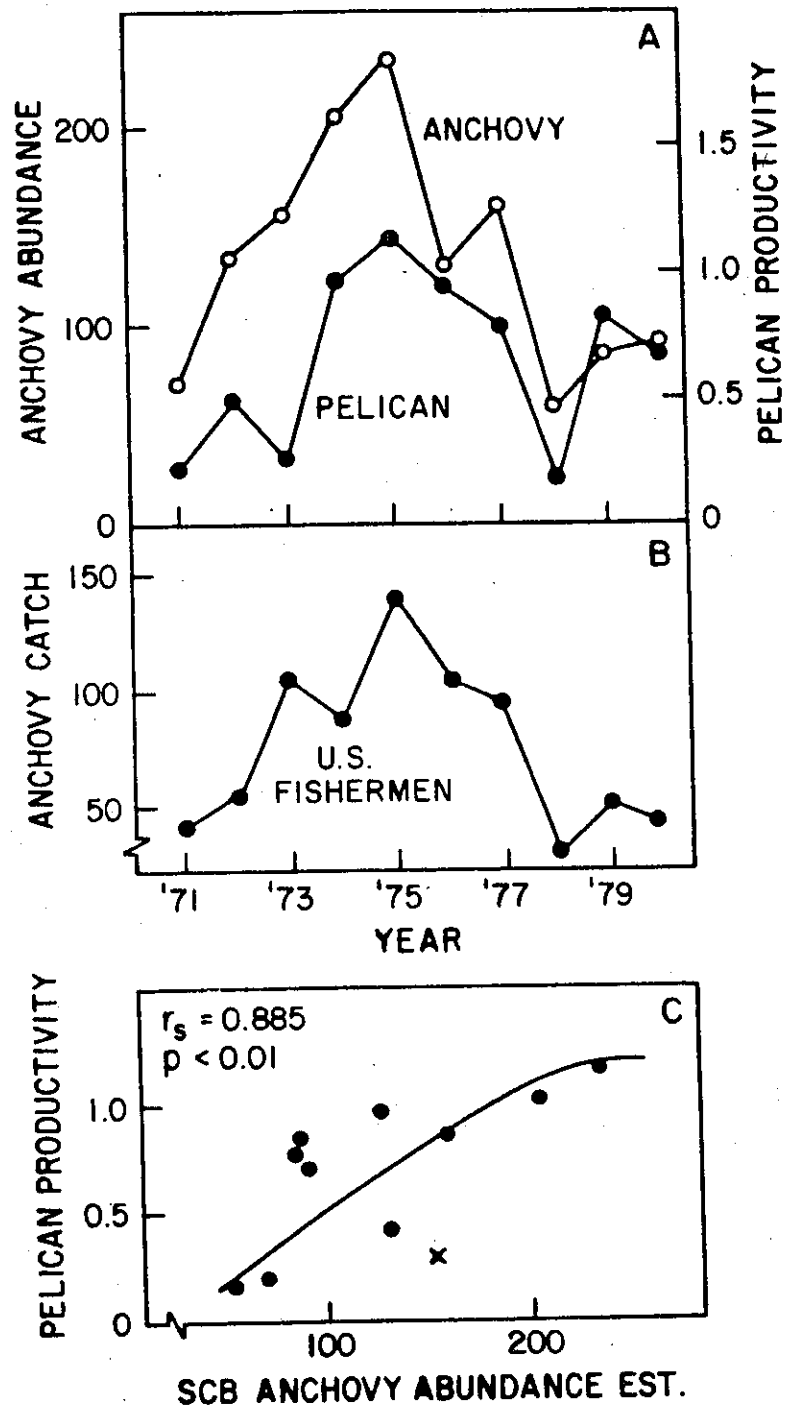 A
ANCHOVY ABUNDANCE
200
100
0
ANCHOVY
PELICAN
1.5
1.0
0.5
0
PELICAN PRODUCTIVITY
B
ANCHOVY CATCH
150
100
50
U.S.
FISHERMEN
'71 '73 '75 '77 '79
YEAR
C
PELICAN PRODUCTIVITY
rs = 0.885
p < 0.01
1.0
0.5
0
x
100 200
SCB ANCHOVY ABUNDANCE EST.